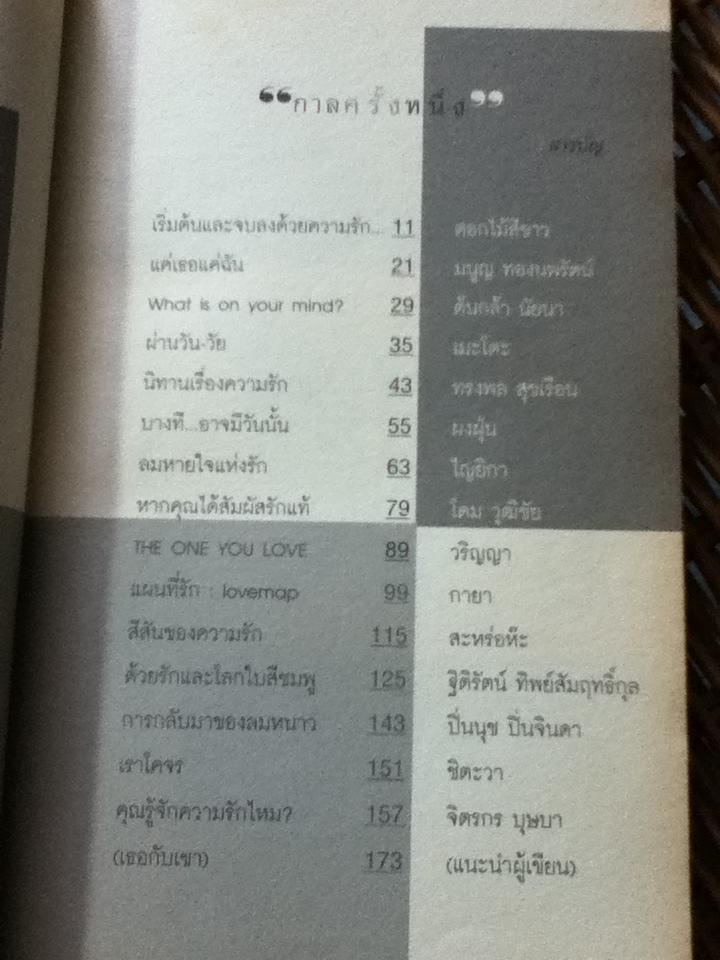 “กาลครั้งหนึ่ง”
สารบัญ
เริ่มต้นและจบลงด้วยความรัก... 11 ดอกไม้สีขาว
แค่เธอแค่ฉัน 21 มนูญ ทองนพรัตน์
What is on your mind? 29 ต้นกล้า นัยนา
ผ่านวัน-วัย 35 เมะโตะ
นิทานเรื่องความรัก 43 ทรงพล สุขเรือน
บางที...อาจมีวันนั้น 55 ผงฝุ่น
ลมหายใจแห่งรัก 63 ไญยิกา
หากคุณได้สัมผัสรักแท้ 79 โดม วุฒิชัย
THE ONE YOU LOVE 89 วริญญา
แผนที่รัก : lovemap 99 กายา
สีสันของความรัก 115 สะหร่อห๊ะ
ด้วยรักและโลกใบสีชมพู 125 ฐิติรัตน์ ทิพย์สัมฤทธิ์กุล
การกลับมาของลมหนาว 143 ปิ่นนุช ปิ่นจินดา
เราโคจร 151 ชิตะวา
คุณรู้จักความรักไหม? 157 จิตรกร บุษบา
(เธอกับเขา) 173 (แนะนำผู้เขียน)